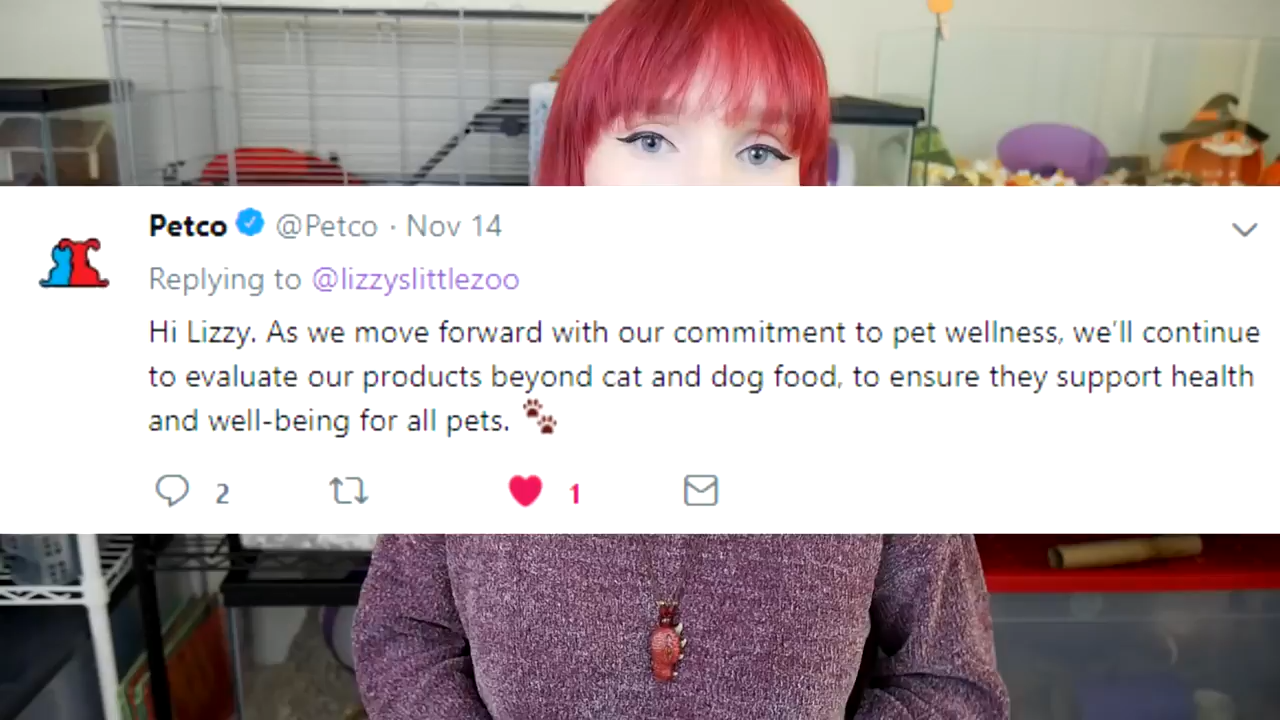 Petco @Petco · Nov 14
Replying to @lizzyslittlezoo
Hi Lizzy. As we move forward with our commitment to pet wellness, we'll continue
to evaluate our products beyond cat and dog food, to ensure they support health
and well-being for all pets. 🐾
2 1